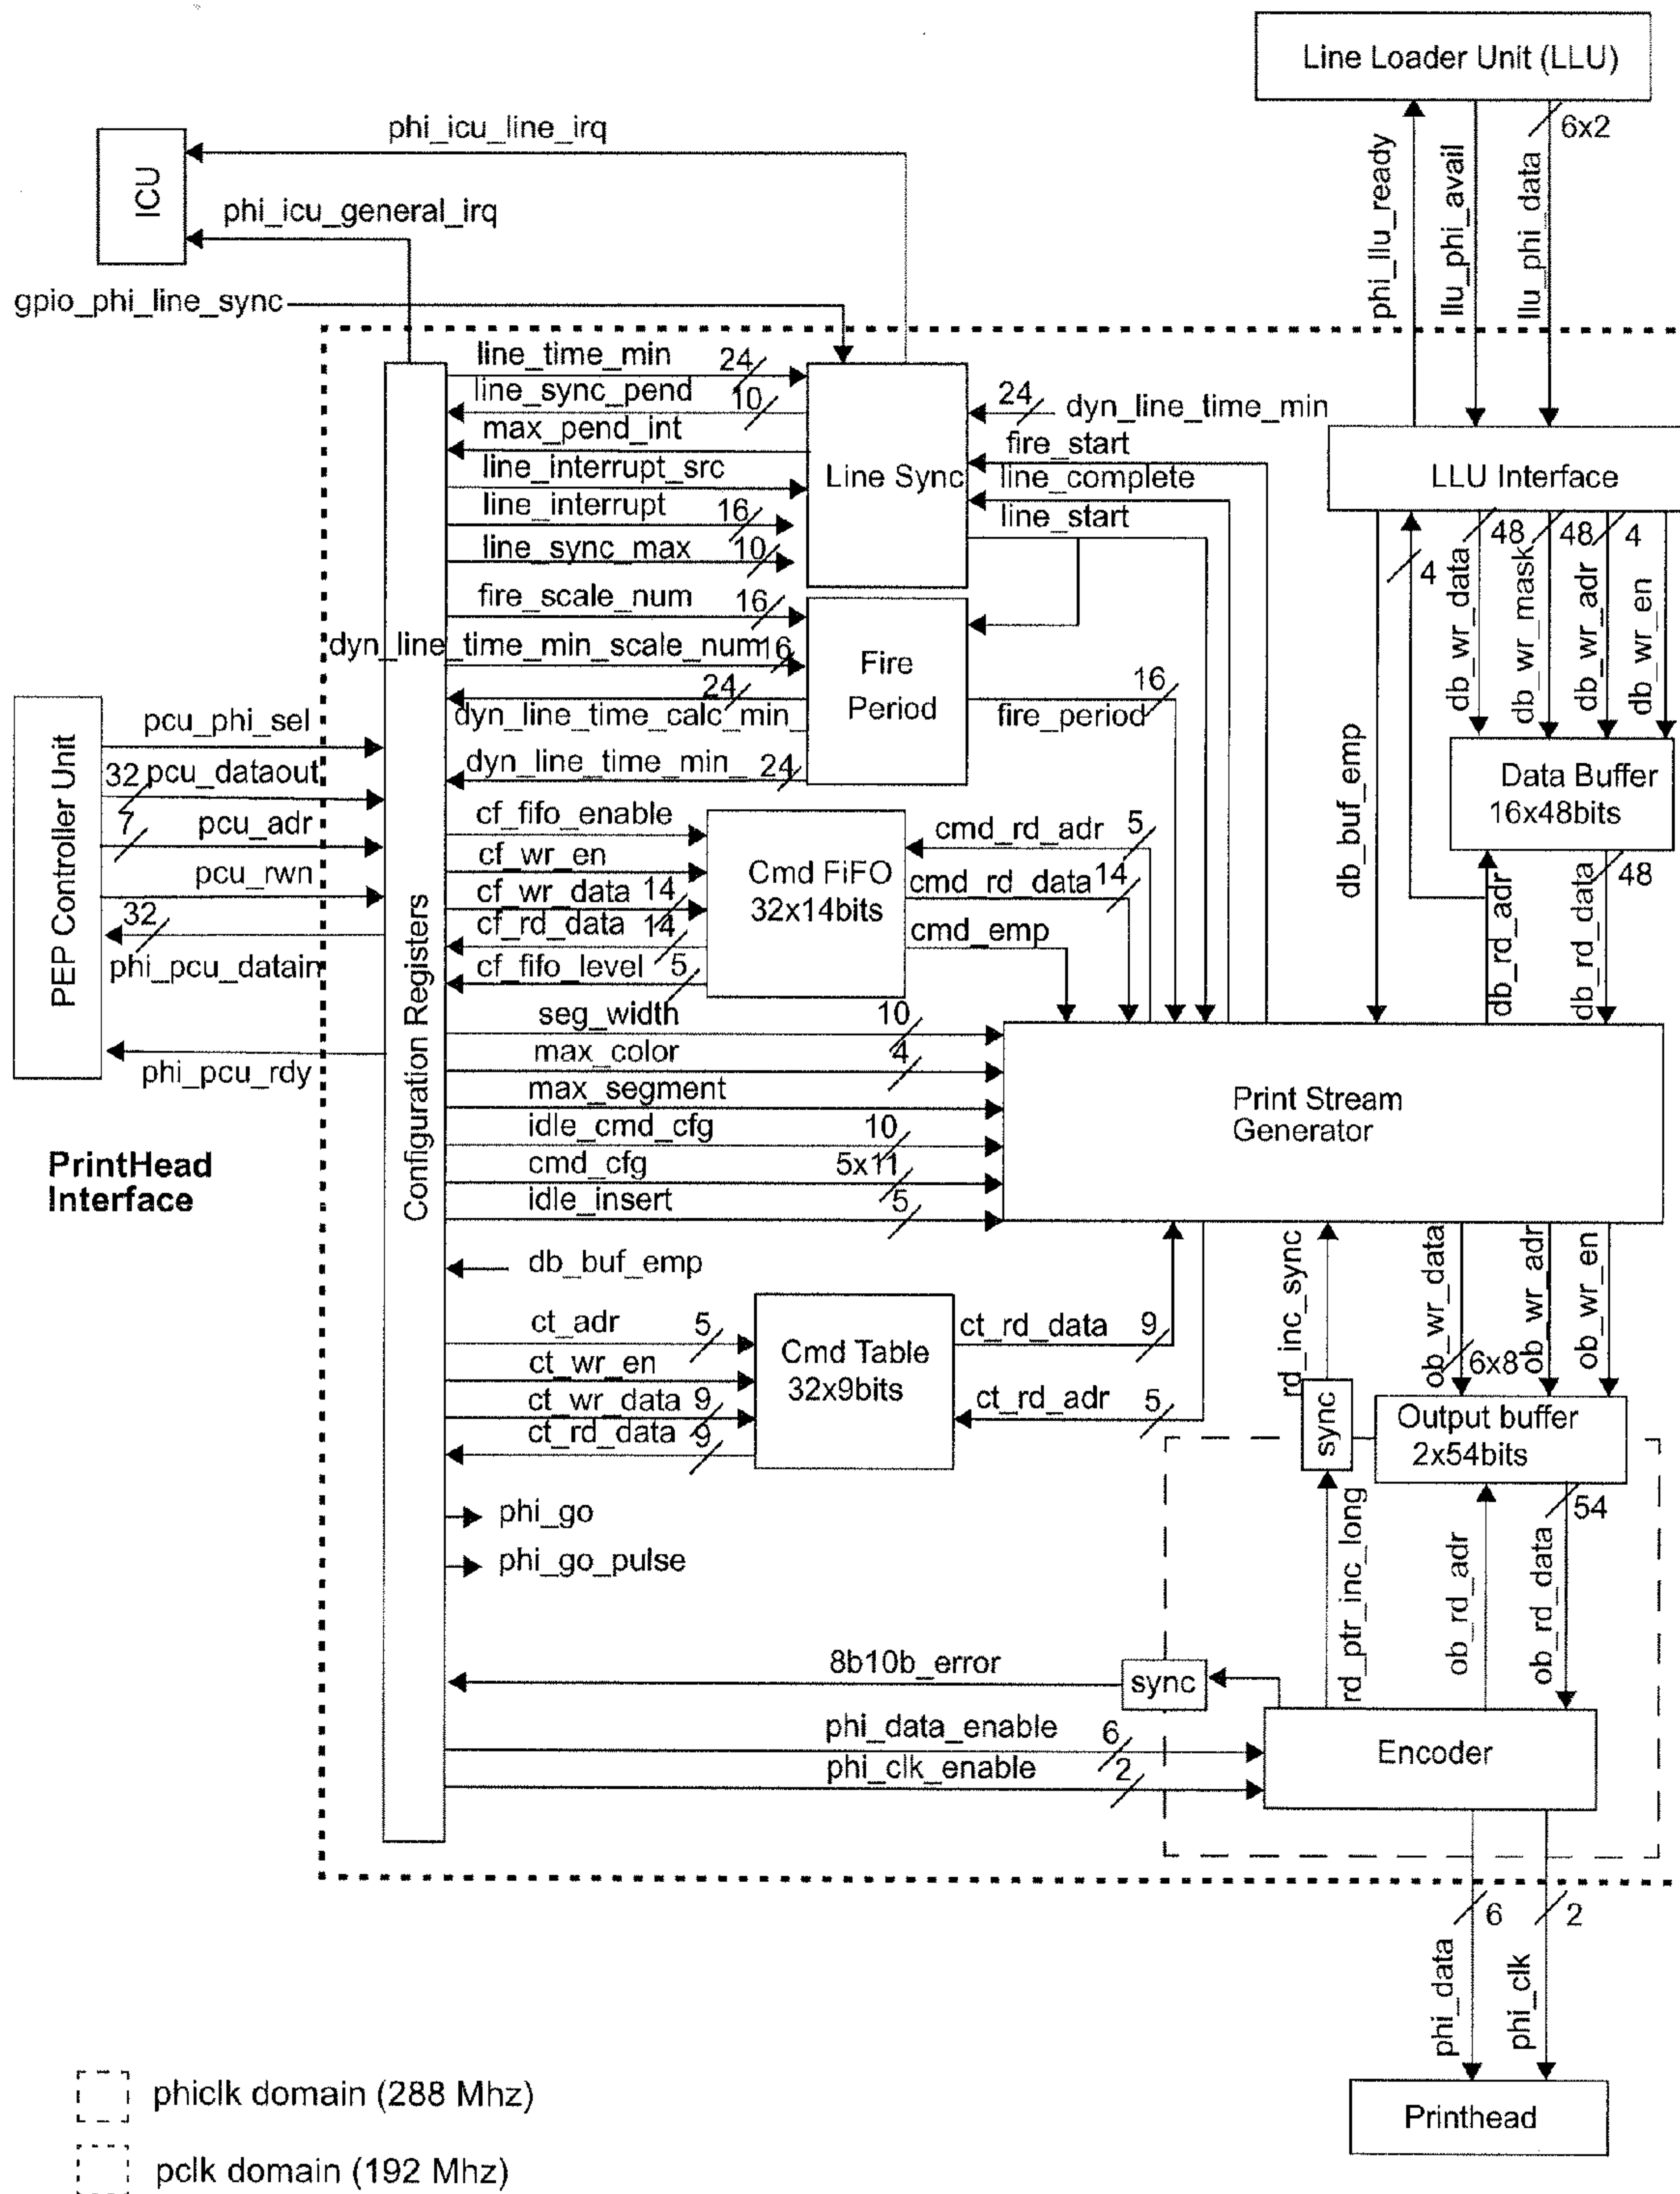 Line Loader Unit (LLU)
6x2
phi_llu_ready
llu_phi_avail
llu_phi_data
phi_icu_line_irq
ICU
phi_icu_general_irq
gpio_phi_line_sync
line_time_min
24
line_sync_pend
10
max_pend_int
line_interrupt_src
line_interrupt
16
line_sync_max
10
Line Sync
24
dyn_line_time_min
fire_start
line_complete
line_start
LLU Interface
4
48
48
4
db_wr_data
db_wr_mask
db_wr_adr
db_wr_en
db_buf_emp
fire_scale_num
16
dyn_line_time_min_scale_num
16
24
dyn_line_time_calc_min_
dyn_line_time_min_
24
Fire
Period
16
fire_period
Data Buffer
16x48bits
48
db_rd_adr
db_rd_data
PEP Controller Unit
pcu_phi_sel
32
pcu_dataout
7
pcu_adr
pcu_rwn
32
phi_pcu_datain
phi_pcu_rdy
Configuration Registers
PrintHead
Interface
cf_fifo_enable
cf_wr_en
cf_wr_data
14
cf_rd_data
14
cf_fifo_level
5
Cmd FiFO
32x14bits
cmd_rd_adr
5
cmd_rd_data
14
cmd_emp
seg_width
10
max_color
4
max_segment
idle_cmd_cfg
10
cmd_cfg
5x11
idle_insert
5
Print Stream
Generator
db_buf_emp
ct_adr
5
ct_wr_en
ct_wr_data
9
ct_rd_data
9
Cmd Table
32x9bits
ct_rd_data
9
ct_rd_adr
5
rd_inc_sync
ob_wr_data
6x8
ob_wr_adr
ob_wr_en
sync
Output buffer
2x54bits
54
phi_go
phi_go_pulse
rd_ptr_inc_long
ob_rd_adr
ob_rd_data
8b10b_error
sync
phi_data_enable
6
phi_clk_enable
2
Encoder
6
2
phi_data
phi_clk
Printhead
phiclk domain (288 Mhz)
pclk domain (192 Mhz)